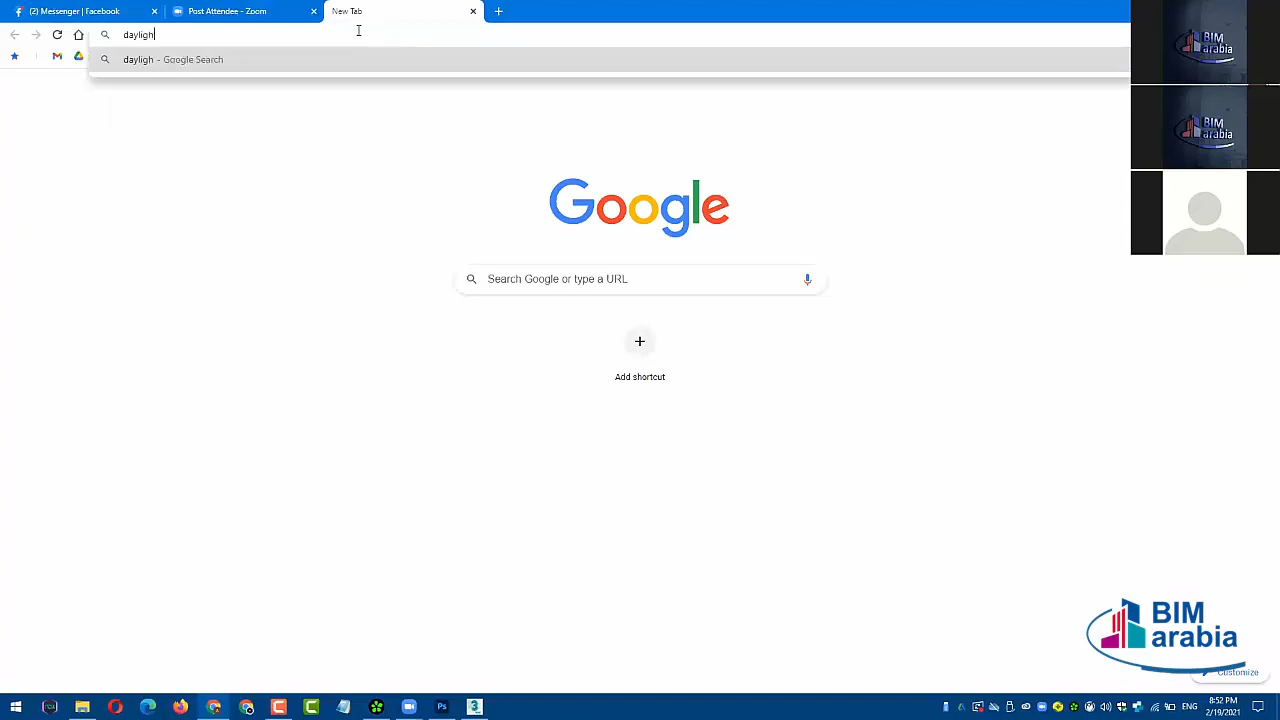 (2) Messenger | Facebook
Post Attendee - Zoom
New Tab
dayligh
dayligh - Google Search
Google
Search Google or type a URL
Add shortcut
BIM
arabia
BIM
arabia
BIM
arabia
Customize
ENG
8:52 PM
2/19/2021